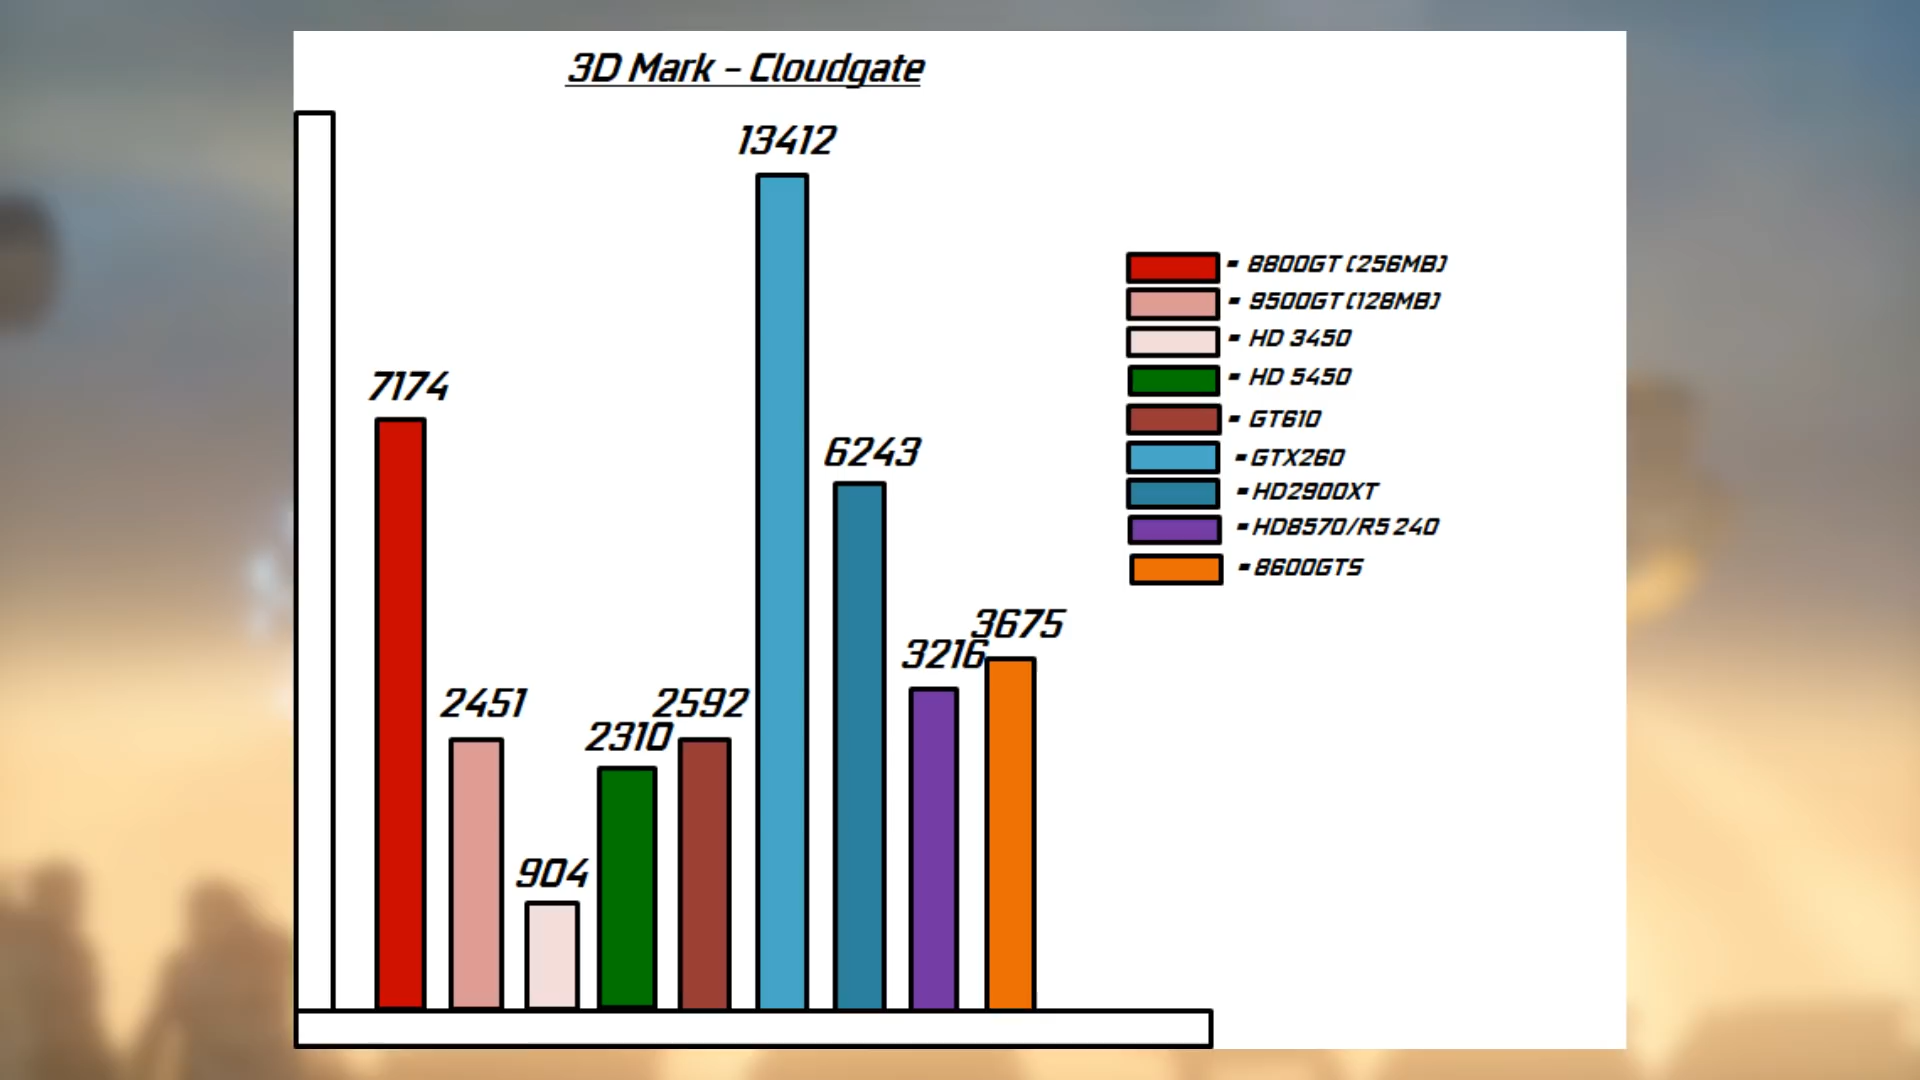 3D Mark - Cloudgate
13412
7174
6243
3675
3216
2451
2592
2310
904
- 8800GT (256MB)
- 9500GT (128MB)
- HD 3450
- HD 5450
- GT610
- GTX260
- HD2900XT
- HD8570/R5 240
- 8600GTS